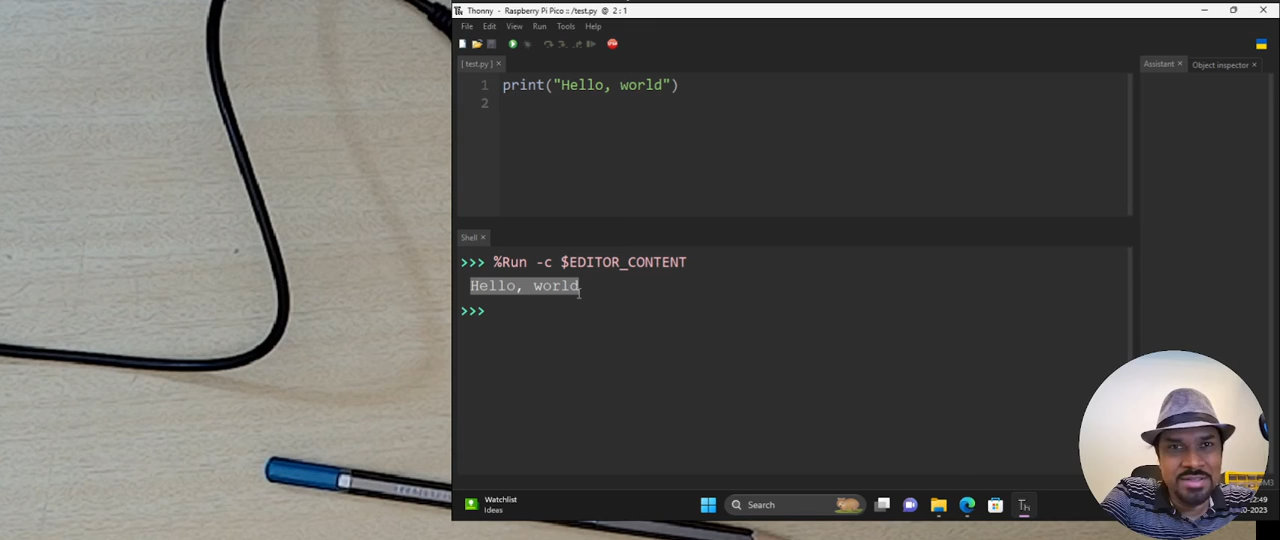 Thonny - Raspberry Pi Pico :: /test.py @ 2 : 1
File Edit View Run Tools Help
[ test.py ] ×
1 print("Hello, world")
2
Assistant × Object inspector ×
Shell ×
>>> %Run -c $EDITOR_CONTENT
Hello, world
>>>
Watchlist
Ideas
Search